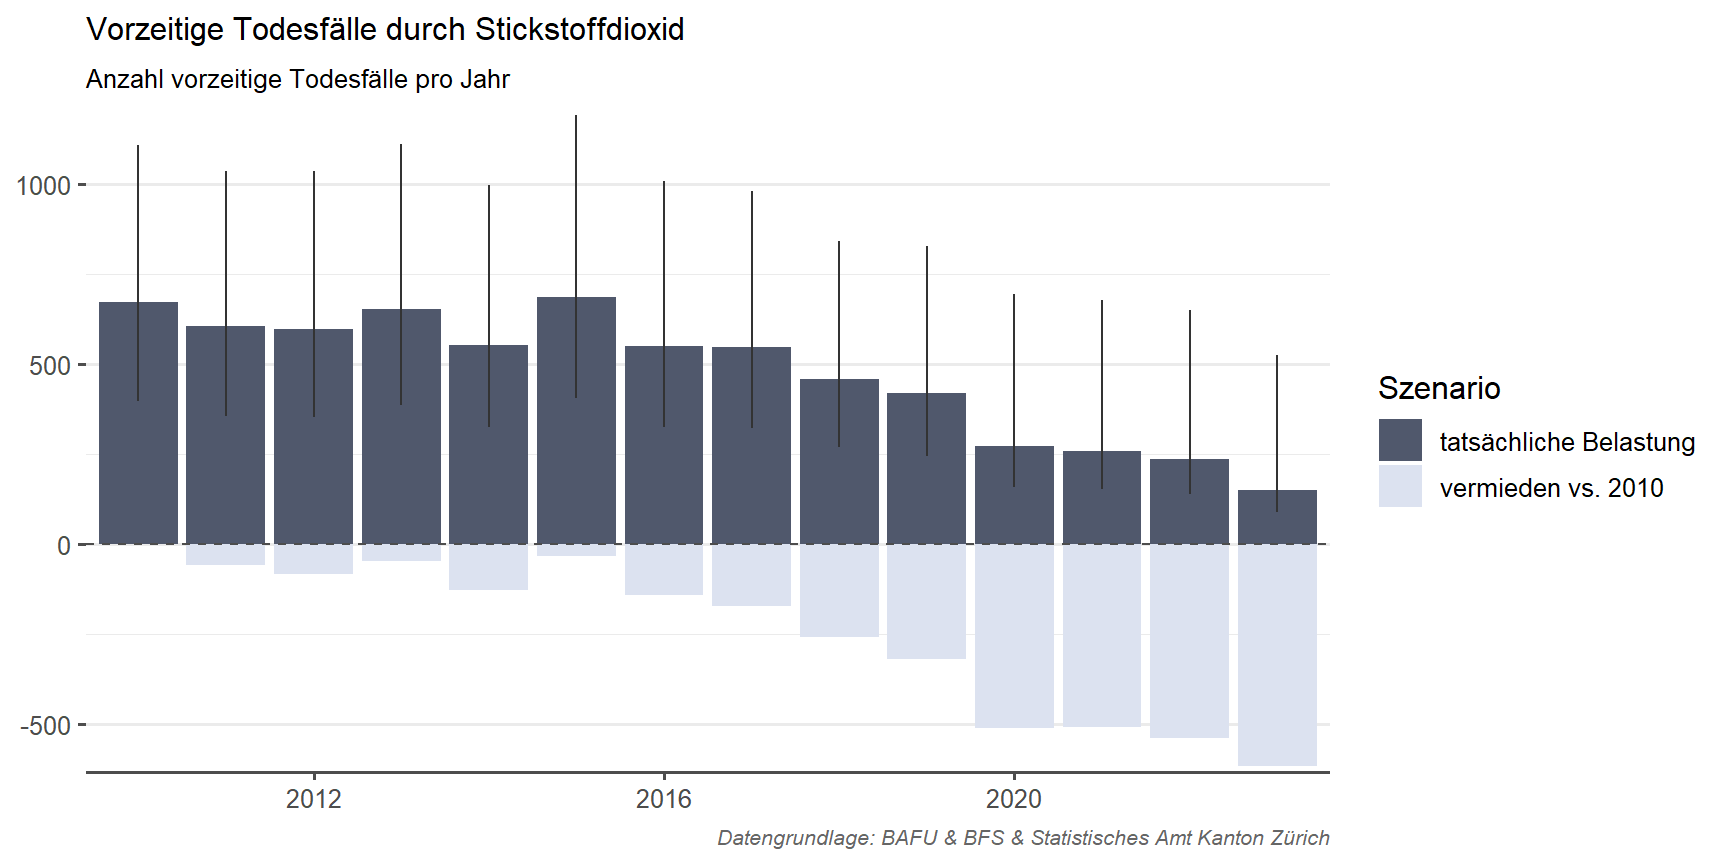 Vorzeitige Todesfälle durch Stickstoffdioxid
Anzahl vorzeitige Todesfälle pro Jahr
1000
500
0
-500
2012
2016
2020
Szenario
tatsächliche Belastung
vermieden vs. 2010
Datengrundlage: BAFU & BFS & Statistisches Amt Kanton Zürich